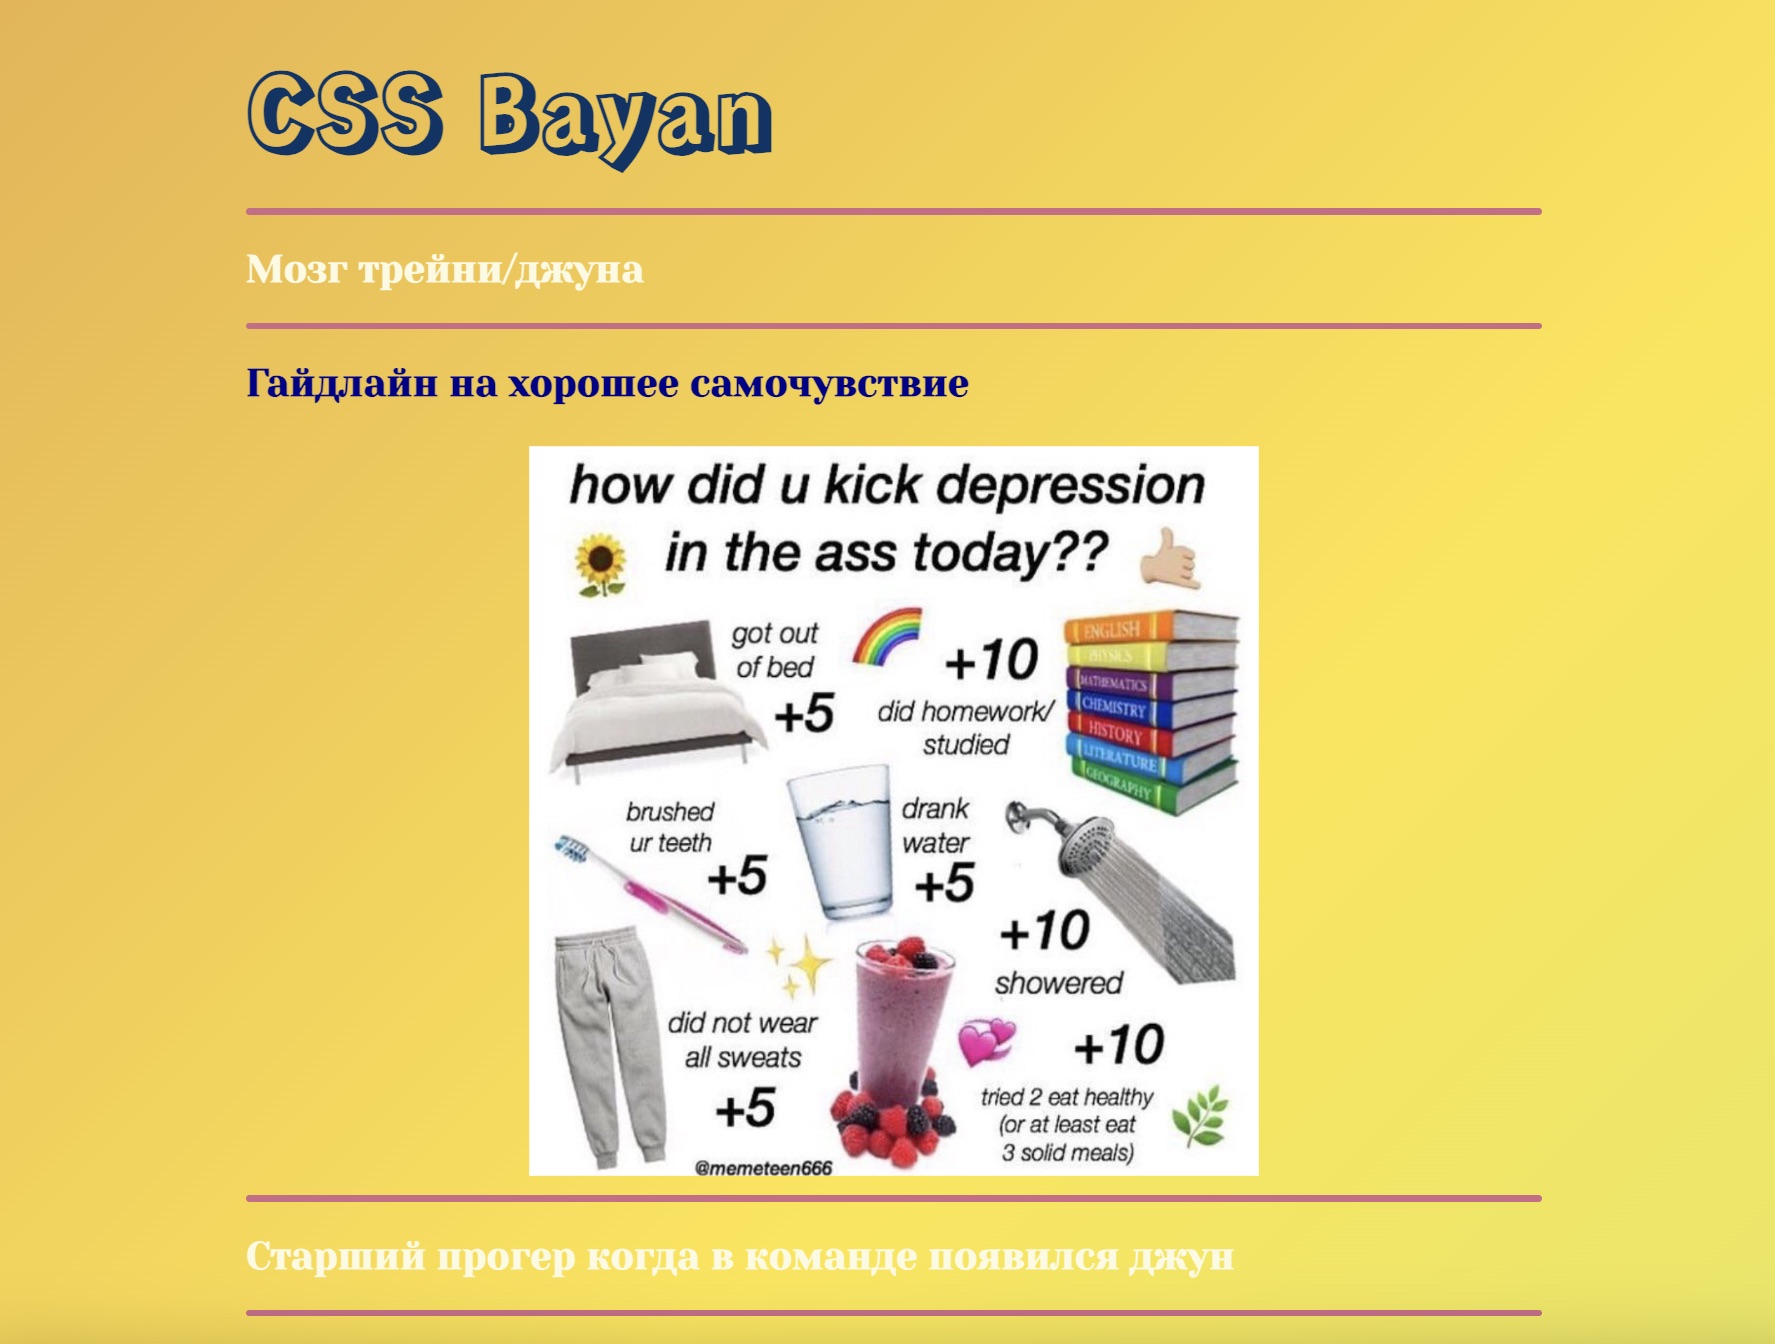 CSS Bayan
Мозг трейни/джуна
Гайдлайн на хорошее самочувствие
how did u kick depression
in the ass today??
got out
of bed
+5
+10
did homework/
studied
ENGLISH
PHYSICS
MATHEMATICS
CHEMISTRY
HISTORY
LITERATURE
GEOGRAPHY
brushed
ur teeth
+5
drank
water
+5
+10
showered
did not wear
all sweats
+5
+10
tried 2 eat healthy
(or at least eat
3 solid meals)
@memeteen666
Старший прогер когда в команде появился джун